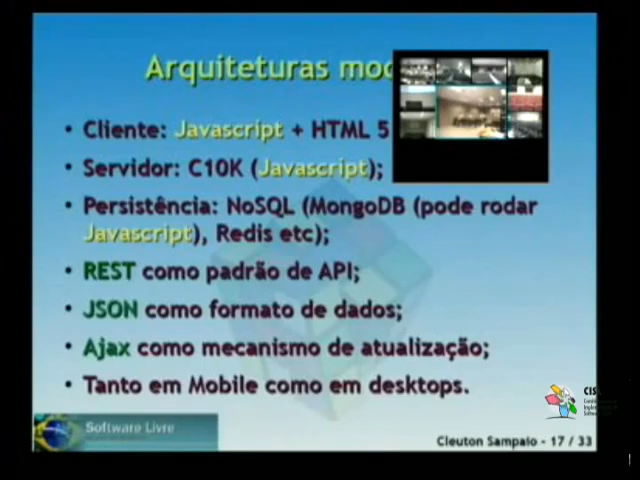 Arquiteturas
• Cliente: Javascript + HTML 5
• Servidor: C10K (Javascript);
• Persistência: NoSQL (MongoDB (pode rodar
Javascript), Redis etc);
• REST como padrão de API;
• JSON como formato de dados;
• Ajax como mecanismo de atualização;
• Tanto em Mobile como em desktops.
CIS
Software Livre
Cleuton Sampaio - 17 / 33